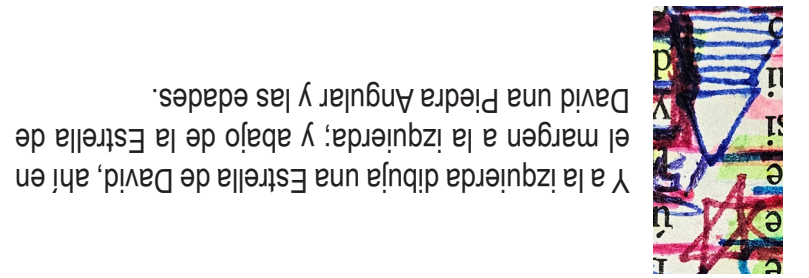 Y a la izquierda dibuja una Estrella de David, ahí en
el margen a la izquierda; y abajo de la Estrella de
David una Piedra Angular y las edades.